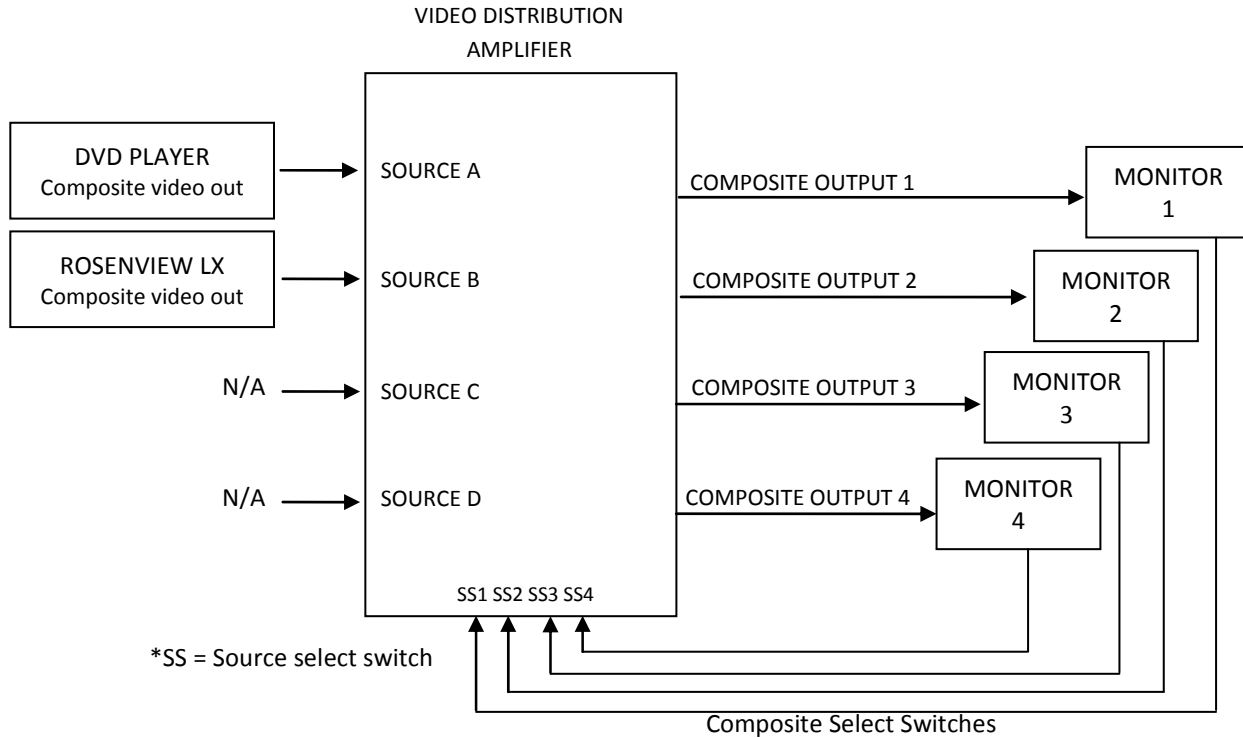 VIDEO DISTRIBUTION
AMPLIFIER
DVD PLAYER
Composite video out
ROSENVIEW LX
Composite video out
N/A
N/A
SOURCE A
SOURCE B
SOURCE C
SOURCE D
SS1 SS2 SS3 SS4
COMPOSITE OUTPUT 1
MONITOR
1
COMPOSITE OUTPUT 2
MONITOR
2
COMPOSITE OUTPUT 3
MONITOR
3
COMPOSITE OUTPUT 4
MONITOR
4
*SS = Source select switch
Composite Select Switches